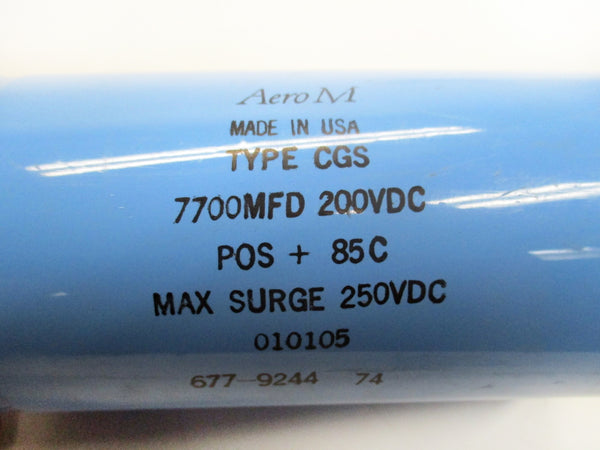 Aero M
MADE IN USA
TYPE CGS
7700MFD 200VDC
POS + 85C
MAX SURGE 250VDC
010105
677-9244 74